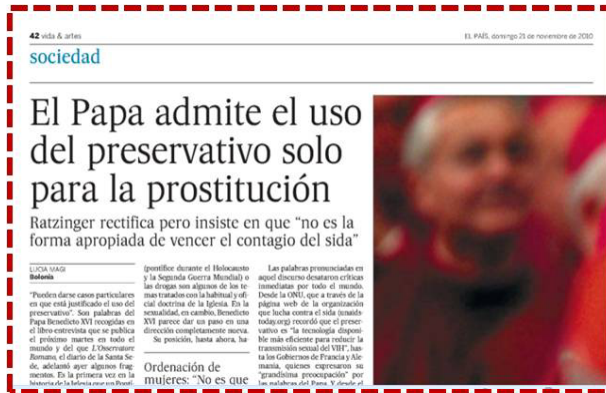 42 vida & artes
EL PAÍS, domingo 21 de noviembre de 2010
sociedad
El Papa admite el uso
del preservativo solo
para la prostitución
Ratzinger rectifica pero insiste en que “no es la
forma apropiada de vencer el contagio del sida”
LUCIA MAGI
Bolonia
“Pueden darse casos particulares
en que está justificado el uso del
preservativo”. Son palabras del
Papa Benedicto XVI recogidas en
el libro entrevista que se publica
el próximo martes en todo el
mundo y del que L’Osservatore
Romano, el diario de la Santa Se-
de, adelantó ayer algunos frag-
mentos. Es la primera vez en la
historia de la Iglesia que un Pontí-
(pontífice durante el Holocausto
y la Segunda Guerra Mundial) o
las drogas son algunos de los te-
mas tratados con la habitual y ofi-
cial doctrina de la Iglesia. En la
sexualidad, en cambio, Benedicto
XVI parece dar un paso en una
dirección completamente nueva.
Su posición, hasta ahora, ha-
Ordenación de
mujeres: “No es que
Las palabras pronunciadas en
aquel discurso desataron críticas
inmediatas por todo el mundo.
Desde la ONU, que a través de la
página web de la organización
que lucha contra el sida (unaids-
today.org) recordó que el preser-
vativo es “la tecnología disponi-
ble más eficiente para reducir la
transmisión sexual del VIH”, has-
ta los Gobiernos de Francia y Ale-
mania, quienes expresaron su
“grandísima preocupación” por
las palabras del Papa. Y desde el